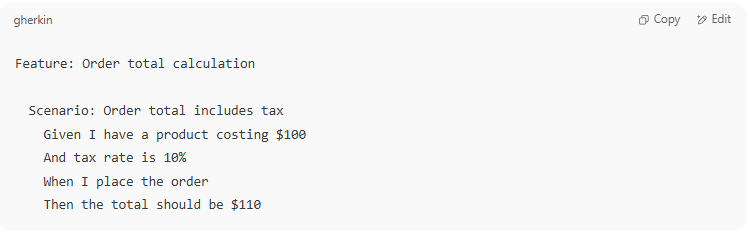 gherkin
Copy
Edit
Feature: Order total calculation
Scenario: Order total includes tax
Given I have a product costing $100
And tax rate is 10%
When I place the order
Then the total should be $110